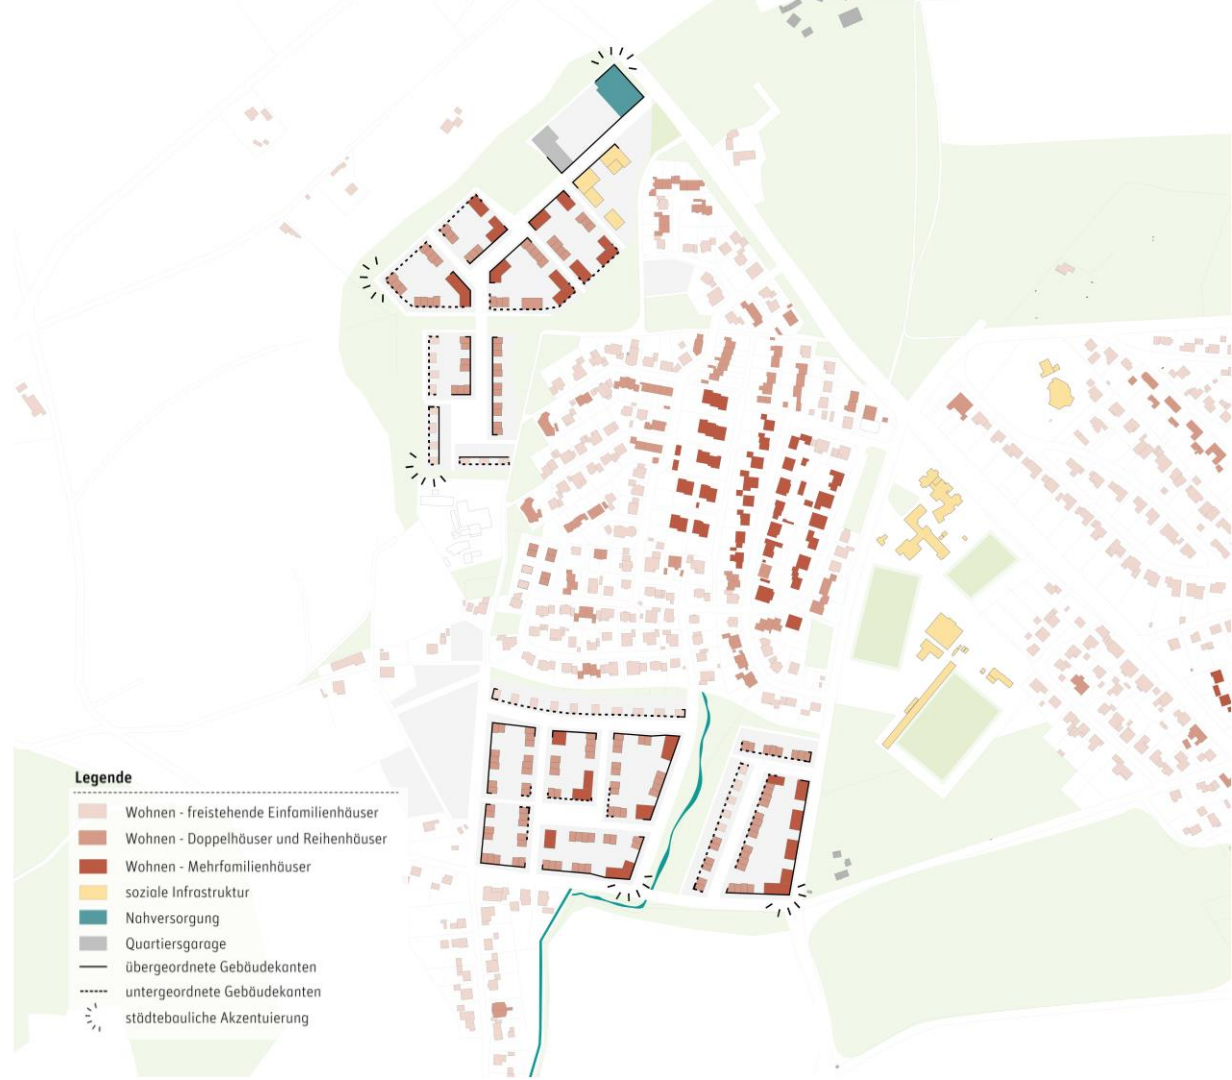 Legende
Wohnen - freistehende Einfamilienhäuser
Wohnen - Doppelhäuser und Reihenhäuser
Wohnen - Mehrfamilienhäuser
soziale Infrastruktur
Nahversorgung
Quartiersgarage
übergeordnete Gebäudekanten
untergeordnete Gebäudekanten
städtebauliche Akzentuierung